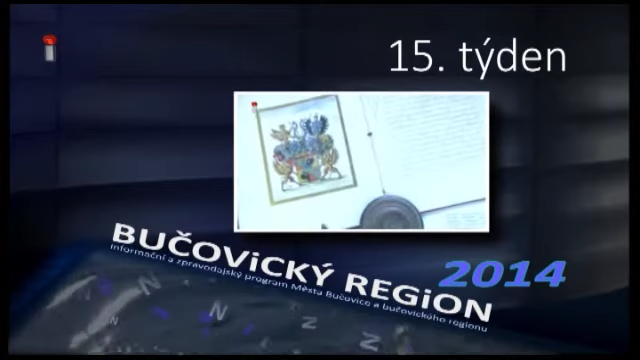 15. týden
BUČOViCKÝ REGiON
Informační a zpravodajský program Města Bučovice a bučovického regionu
2014
N
N
N
N
Z